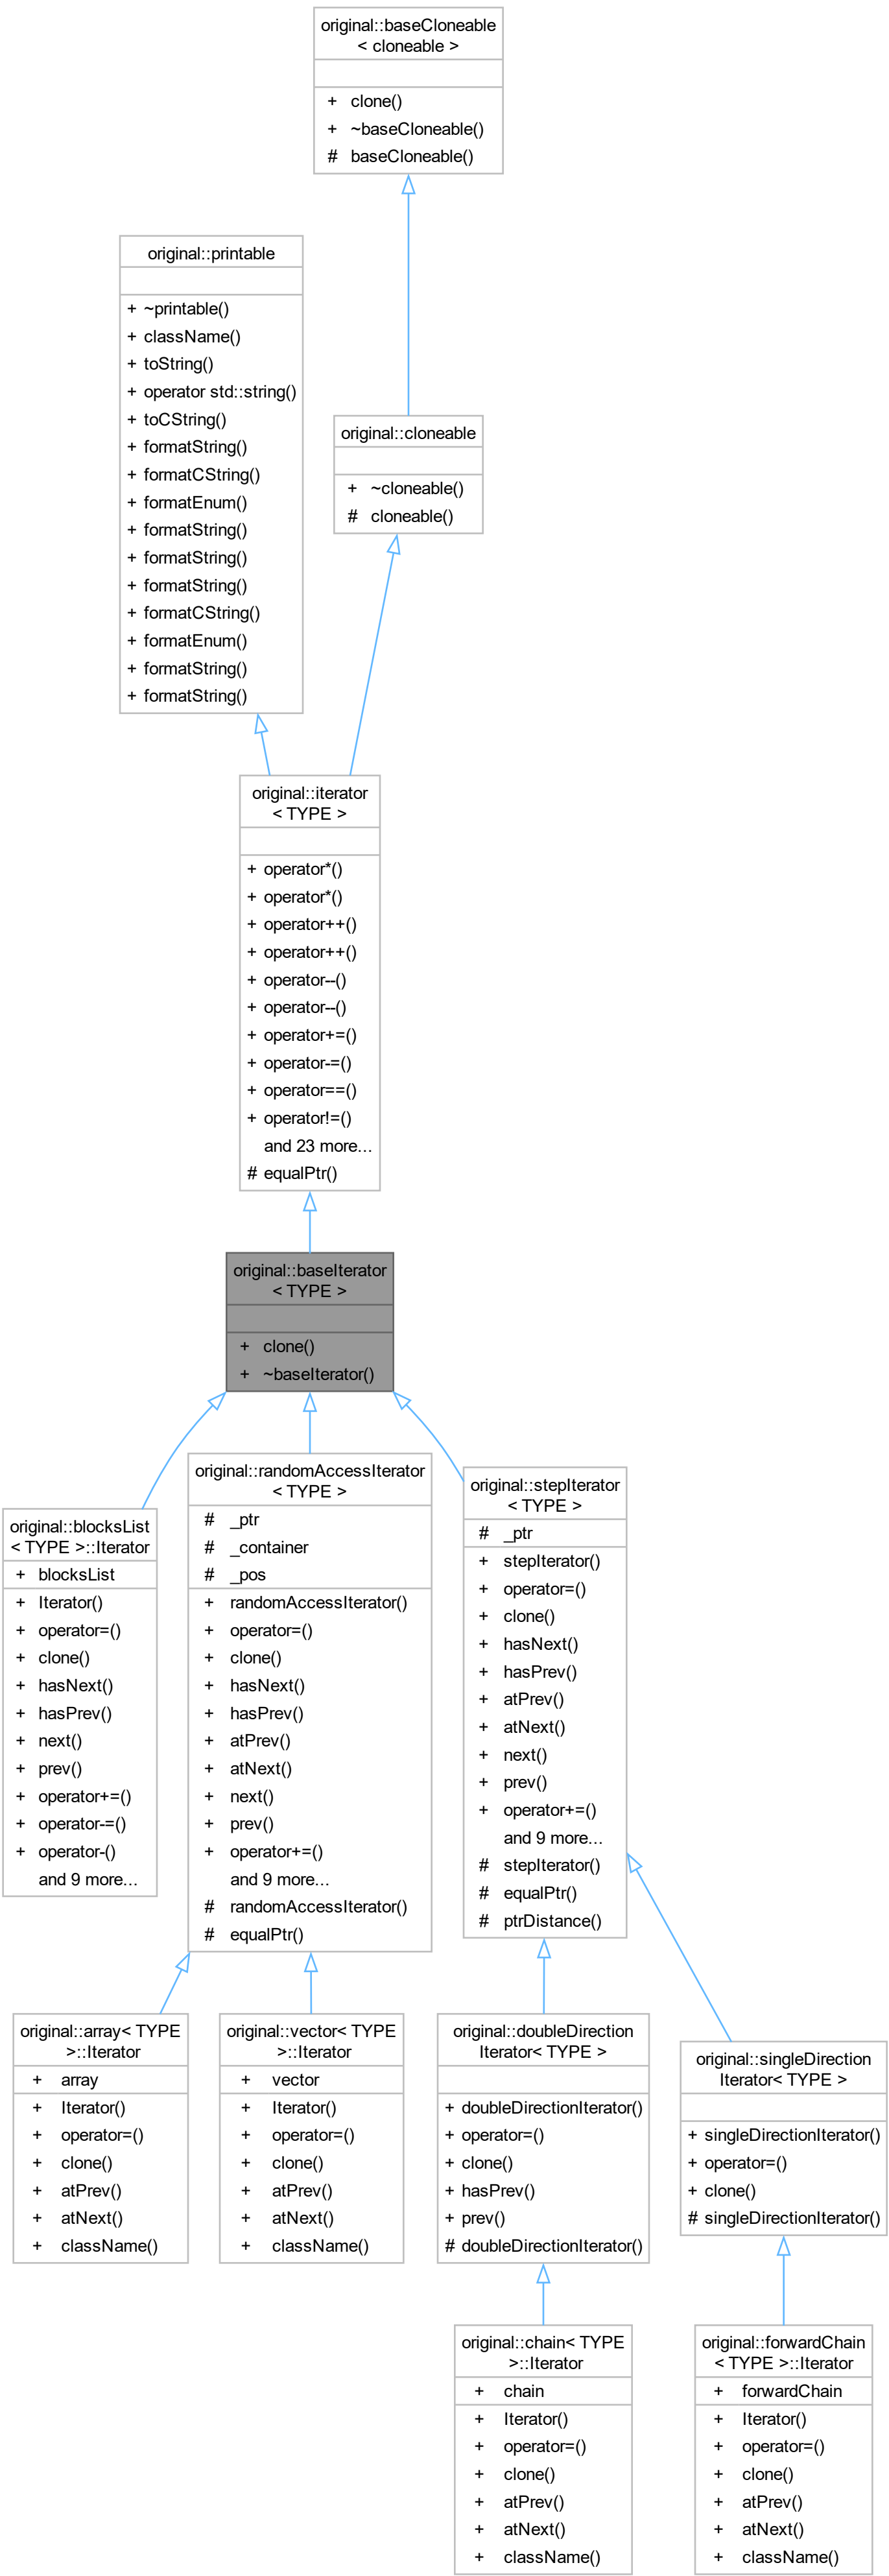 original::baseCloneable
< cloneable >
+ clone()
+ ~baseCloneable()
# baseCloneable()
original::printable
+ ~printable()
+ className()
+ toString()
+ operator std::string()
+ toCString()
+ formatString()
+ formatCString()
+ formatEnum()
+ formatString()
+ formatString()
+ formatString()
+ formatCString()
+ formatEnum()
+ formatString()
+ formatString()
original::cloneable
+ ~cloneable()
# cloneable()
original::iterator
< TYPE >
+ operator*()
+ operator*()
+ operator++()
+ operator++()
+ operator--()
+ operator--()
+ operator+=()
+ operator-=()
+ operator==()
+ operator!=()
and 23 more...
# equalPtr()
original::baseIterator
< TYPE >
+ clone()
+ ~baseIterator()
original::blocksList
< TYPE >::Iterator
+ blocksList
+ Iterator()
+ operator=()
+ clone()
+ hasNext()
+ hasPrev()
+ next()
+ prev()
+ operator+=()
+ operator-=()
+ operator-()
and 9 more...
original::randomAccessIterator
< TYPE >
# _ptr
# _container
# _pos
+ randomAccessIterator()
+ operator=()
+ clone()
+ hasNext()
+ hasPrev()
+ atPrev()
+ atNext()
+ next()
+ prev()
+ operator+=()
and 9 more...
# randomAccessIterator()
# equalPtr()
original::stepIterator
< TYPE >
# _ptr
+ stepIterator()
+ operator=()
+ clone()
+ hasNext()
+ hasPrev()
+ atPrev()
+ atNext()
+ next()
+ prev()
+ operator+=()
and 9 more...
# stepIterator()
# equalPtr()
# ptrDistance()
original::array< TYPE
>::Iterator
+ array
+ Iterator()
+ operator=()
+ clone()
+ atPrev()
+ atNext()
+ className()
original::vector< TYPE
>::Iterator
+ vector
+ Iterator()
+ operator=()
+ clone()
+ atPrev()
+ atNext()
+ className()
original::doubleDirection
Iterator< TYPE >
+ doubleDirectionIterator()
+ operator=()
+ clone()
+ hasPrev()
+ prev()
# doubleDirectionIterator()
original::singleDirection
Iterator< TYPE >
+ singleDirectionIterator()
+ operator=()
+ clone()
# singleDirectionIterator()
original::chain< TYPE
>::Iterator
+ chain
+ Iterator()
+ operator=()
+ clone()
+ atPrev()
+ atNext()
+ className()
original::forwardChain
< TYPE >::Iterator
+ forwardChain
+ Iterator()
+ operator=()
+ clone()
+ atPrev()
+ atNext()
+ className()